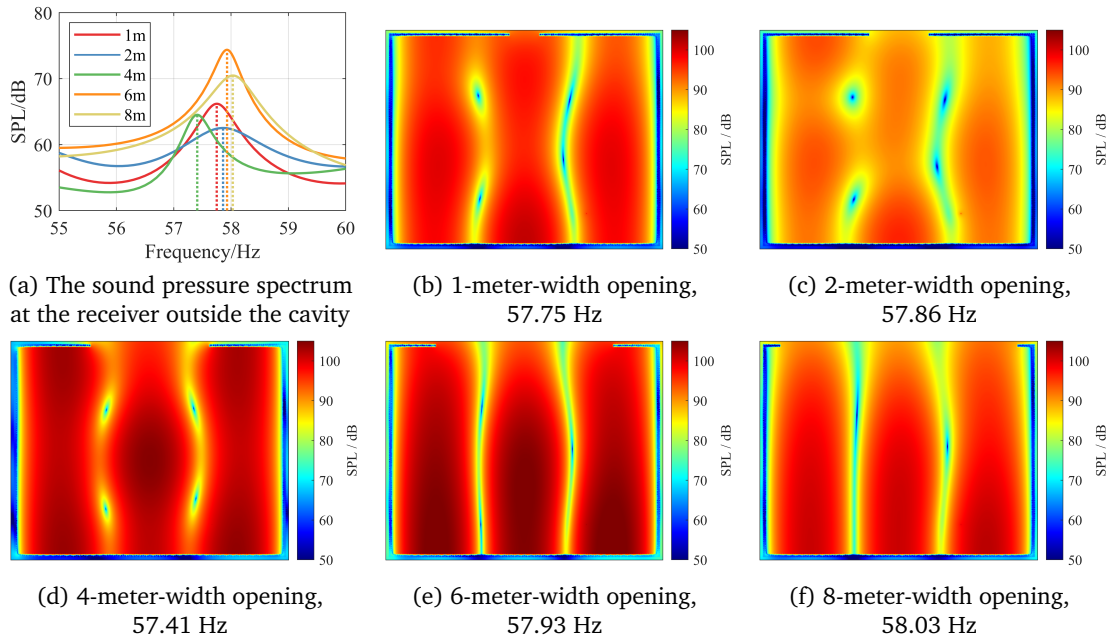 80
70
60
50
SPL/dB
1m
2m
4m
6m
8m
55 56 57 58 59 60
Frequency/Hz
(a) The sound pressure spectrum
at the receiver outside the cavity
100
90
80
70
60
50
SPL / dB
(b) 1-meter-width opening,
57.75 Hz
100
90
80
70
60
50
SPL / dB
(c) 2-meter-width opening,
57.86 Hz
100
90
80
70
60
50
SPL / dB
(d) 4-meter-width opening,
57.41 Hz
100
90
80
70
60
50
SPL / dB
(e) 6-meter-width opening,
57.93 Hz
100
90
80
70
60
50
SPL / dB
(f) 8-meter-width opening,
58.03 Hz